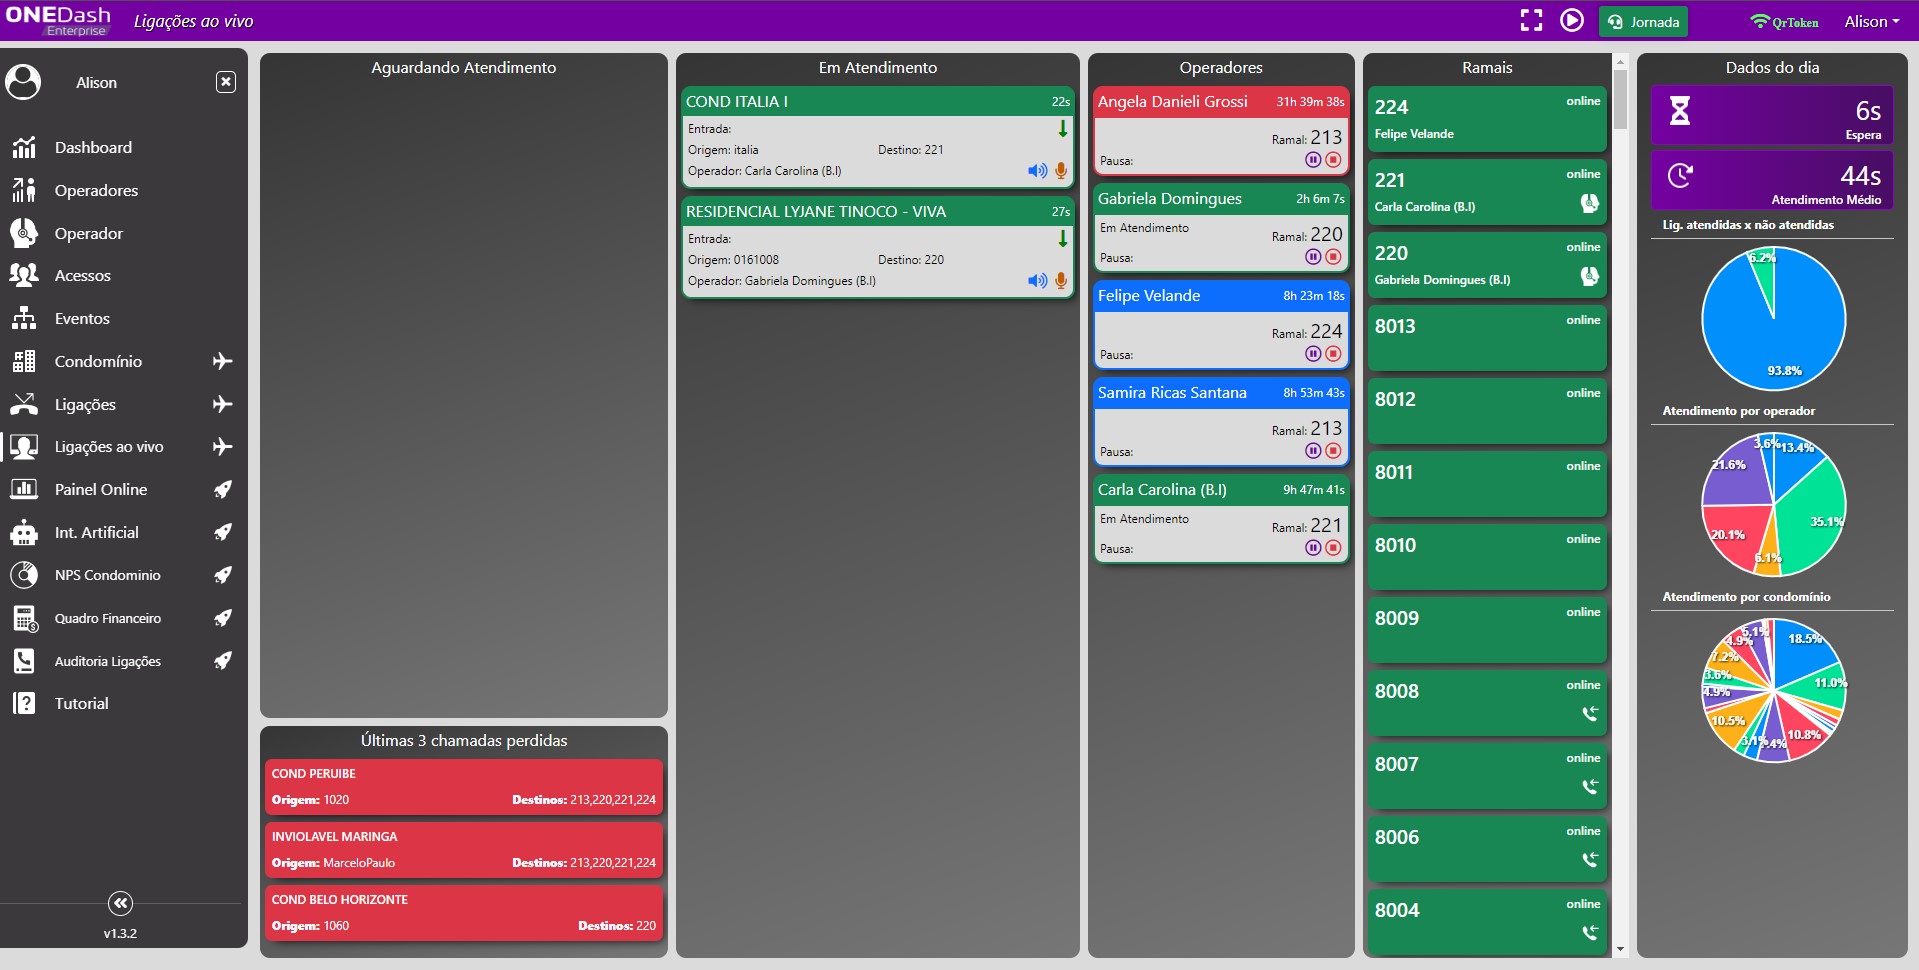 ONEDash
Enterprise
Ligações ao vivo
Jornada
QrToken
Alison
Alison
Dashboard
Operadores
Operador
Acessos
Eventos
Condomínio
Ligações
Ligações ao vivo
Painel Online
Int. Artificial
NPS Condominio
Quadro Financeiro
Auditoria Ligações
Tutorial
v1.3.2
Aguardando Atendimento
Últimas 3 chamadas perdidas
COND PERUIBE
Origem: 1020 Destinos: 213,220,221,224
INVIOLAVEL MARINGA
Origem: MarceloPaulo Destinos: 213,220,221,224
COND BELO HORIZONTE
Origem: 1060 Destinos: 220
Em Atendimento
COND ITALIA I 22s
Entrada:
Origem: italia Destino: 221
Operador: Carla Carolina (B.I)
RESIDENCIAL LYJANE TINOCO - VIVA 27s
Entrada:
Origem: 0161008 Destino: 220
Operador: Gabriela Domingues (B.I)
Operadores
Angela Danieli Grossi 31h 39m 38s
Ramal: 213
Pausa:
Gabriela Domingues 2h 6m 7s
Em Atendimento
Ramal: 220
Pausa:
Felipe Velande 8h 23m 18s
Ramal: 224
Pausa:
Samira Ricas Santana 8h 53m 43s
Ramal: 213
Pausa:
Carla Carolina (B.I) 9h 47m 41s
Em Atendimento
Ramal: 221
Pausa:
Ramais
224 online
Felipe Velande
221 online
Carla Carolina (B.I)
220 online
Gabriela Domingues (B.I)
8013 online
8012 online
8011 online
8010 online
8009 online
8008 online
8007 online
8006 online
8004 online
Dados do dia
6s
Espera
44s
Atendimento Médio
Lig. atendidas x não atendidas
6.2%
93.8%
Atendimento por operador
3.6%
13.4%
21.6%
35.1%
20.1%
6.1%
Atendimento por condomínio
5.1%
18.5%
4.9%
7.2%
3.6%
11.0%
4.9%
10.5%
10.8%
3.1%